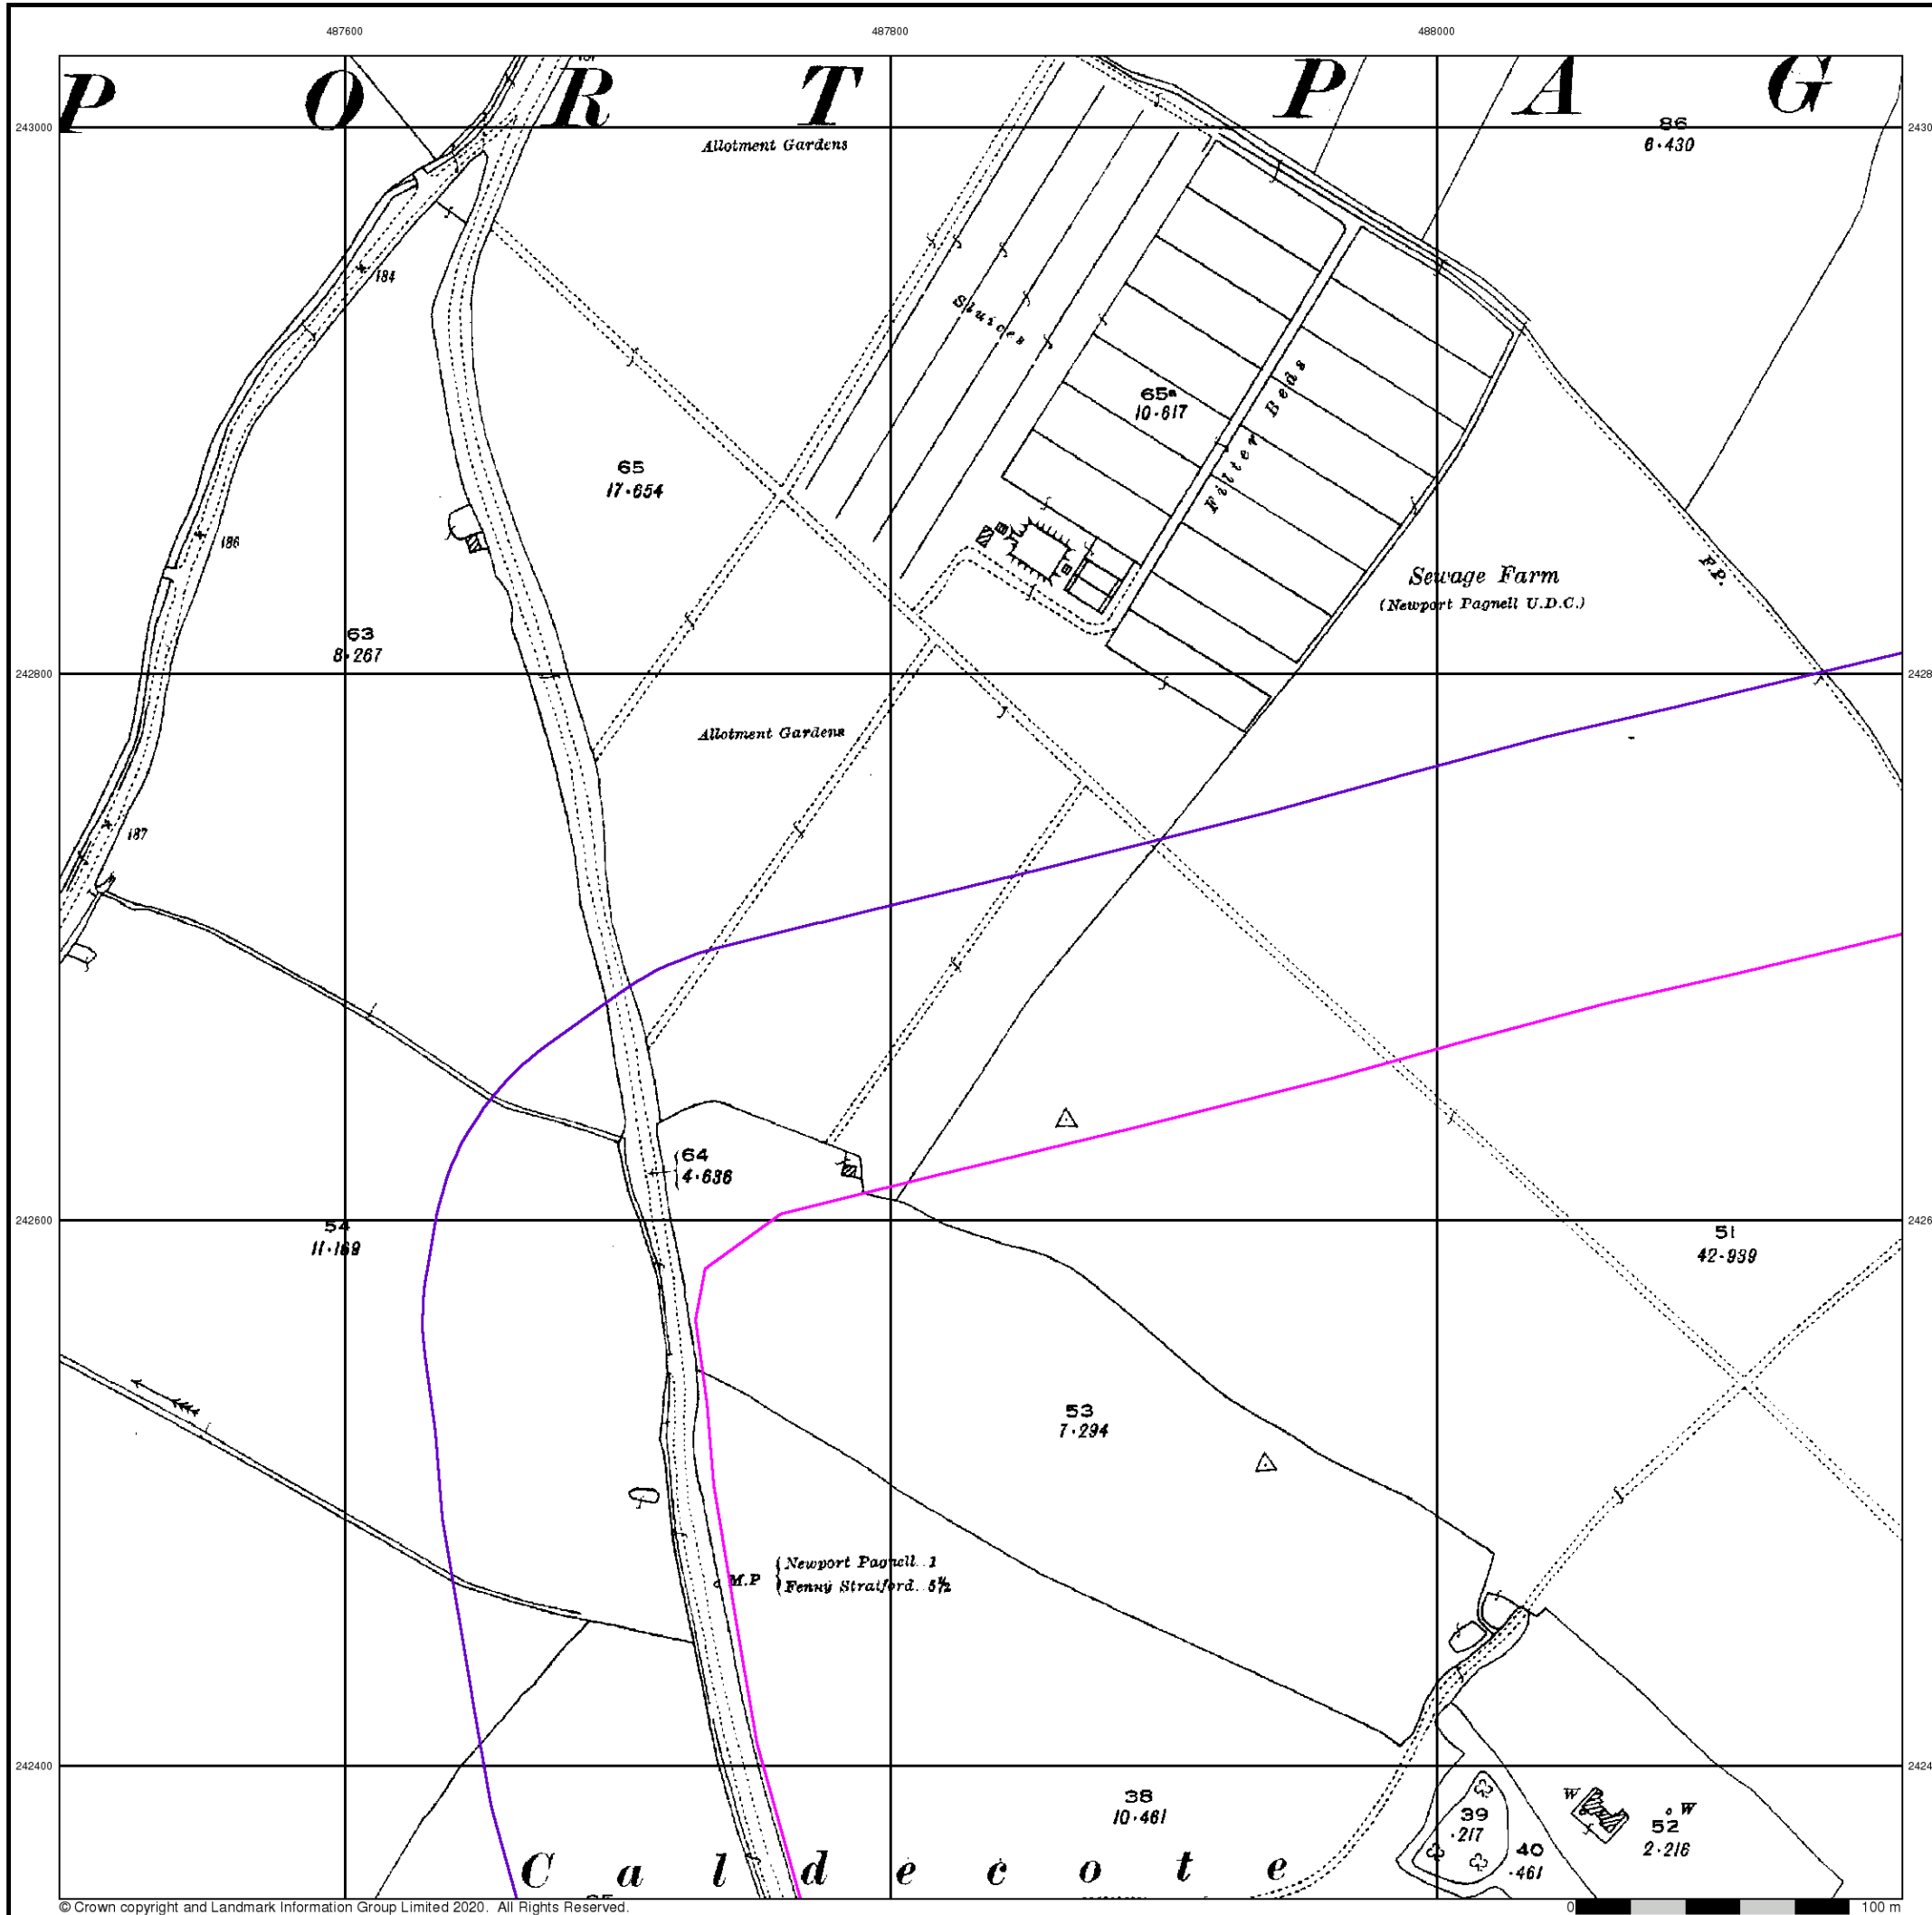 487600 487800 488000
P O R T P A G
243000
Allotment Gardens
86
6·430
184
Sluices
65a
10·617
Filter Beds
65
17·654
186
Sewage Farm
(Newport Pagnell U.D.C.)
F.P.
63
8·267
242800
Allotment Gardens
187
64
4·636
242600
54
11·169
51
42·939
53
7·294
M.P
Newport Pagnell..1
Fenny Stratford..5½
242400
38
10·461
39
·217
40
·461
W
W
52
2·216
Caldecote
© Crown copyright and Landmark Information Group Limited 2020. All Rights Reserved.
0 100 m